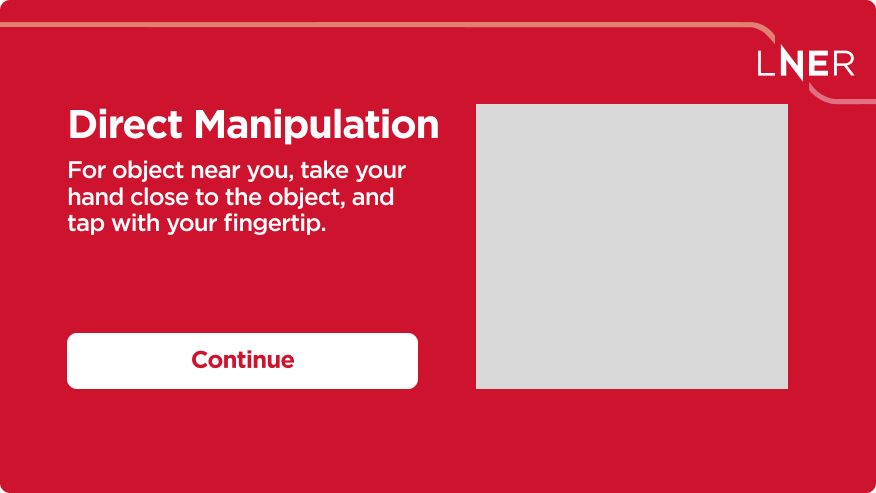 LNER
Direct Manipulation
For object near you, take your
hand close to the object, and
tap with your fingertip.
Continue